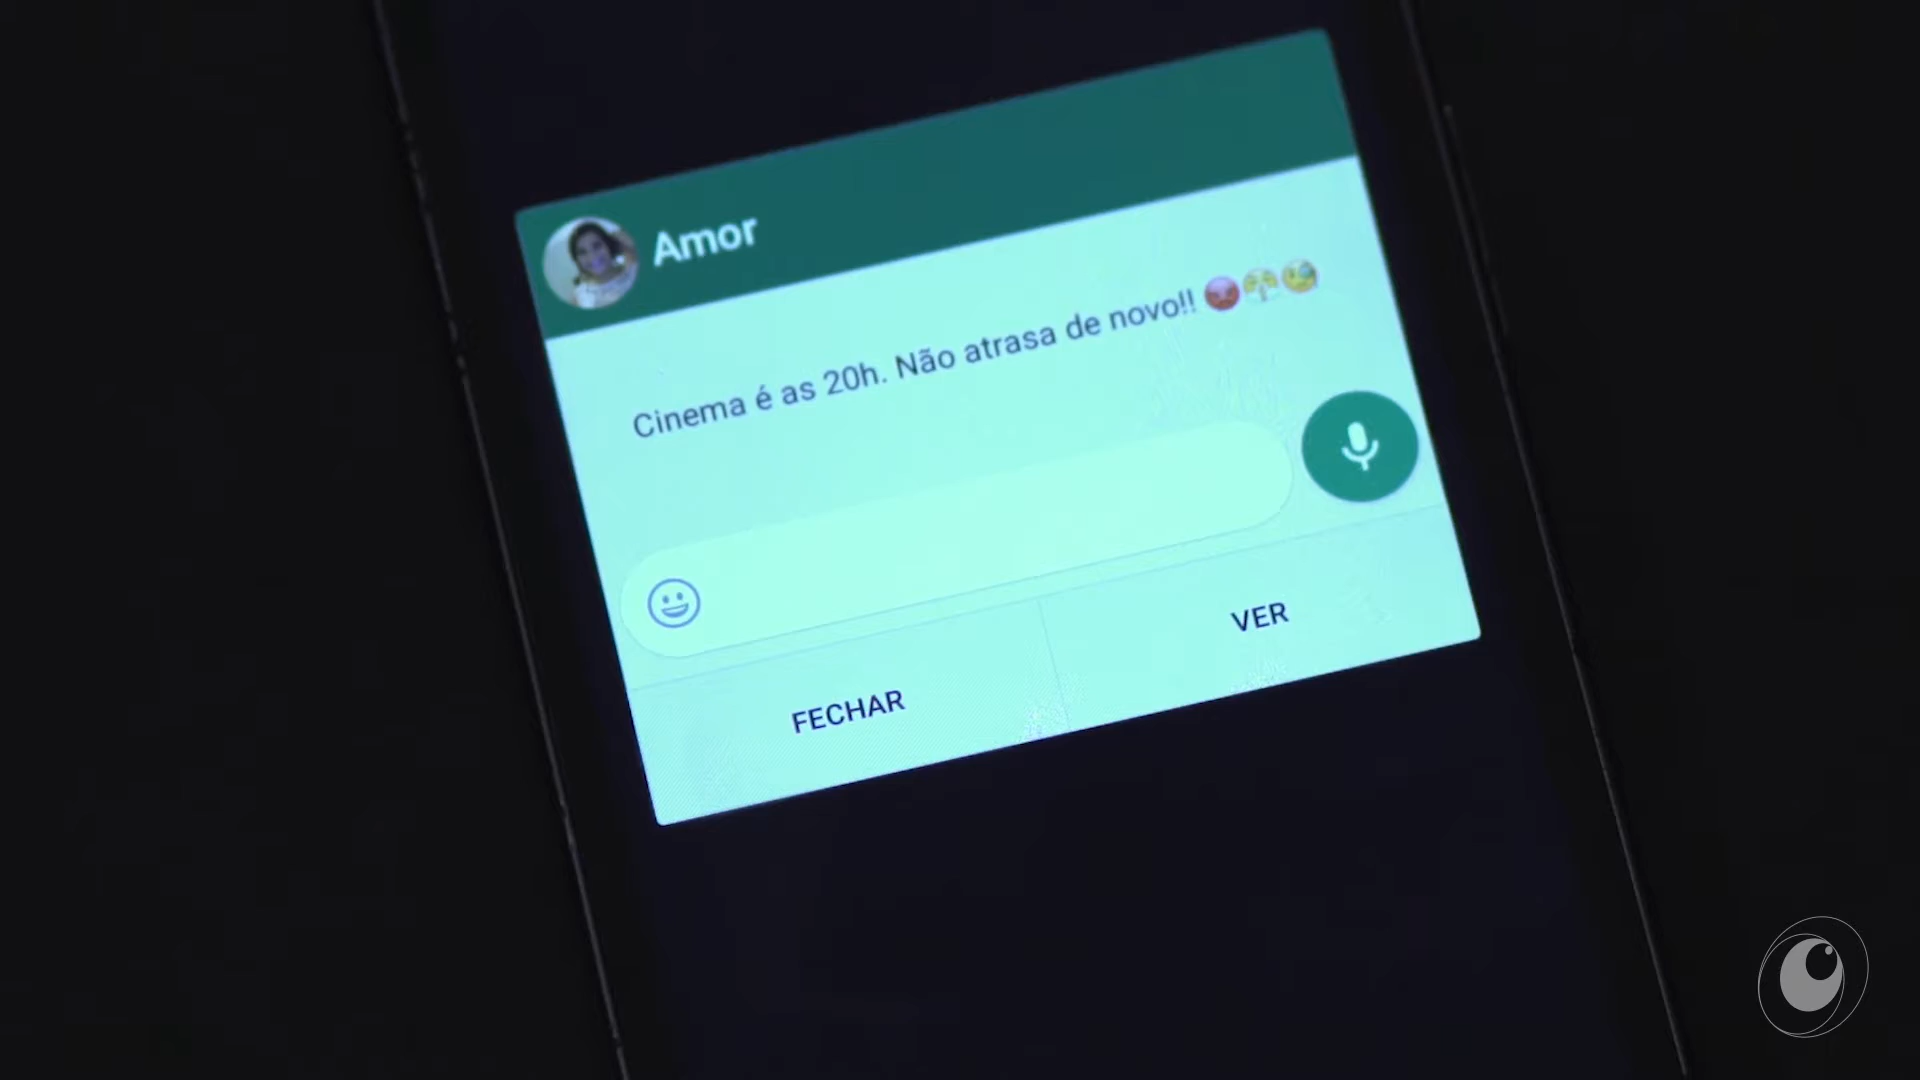 Amor
Cinema é as 20h. Não atrasa de novo!! 😡😤🧐
FECHAR
VER